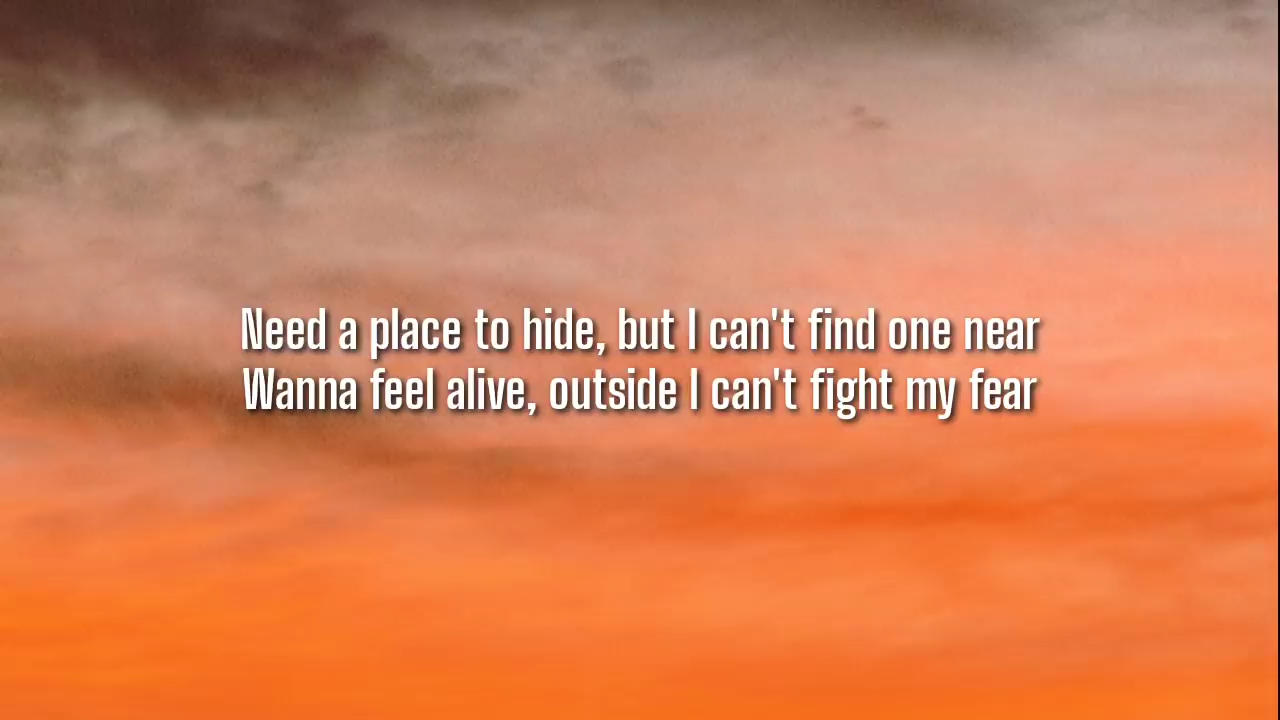 Need a place to hide, but I can't find one near
Wanna feel alive, outside I can't fight my fear